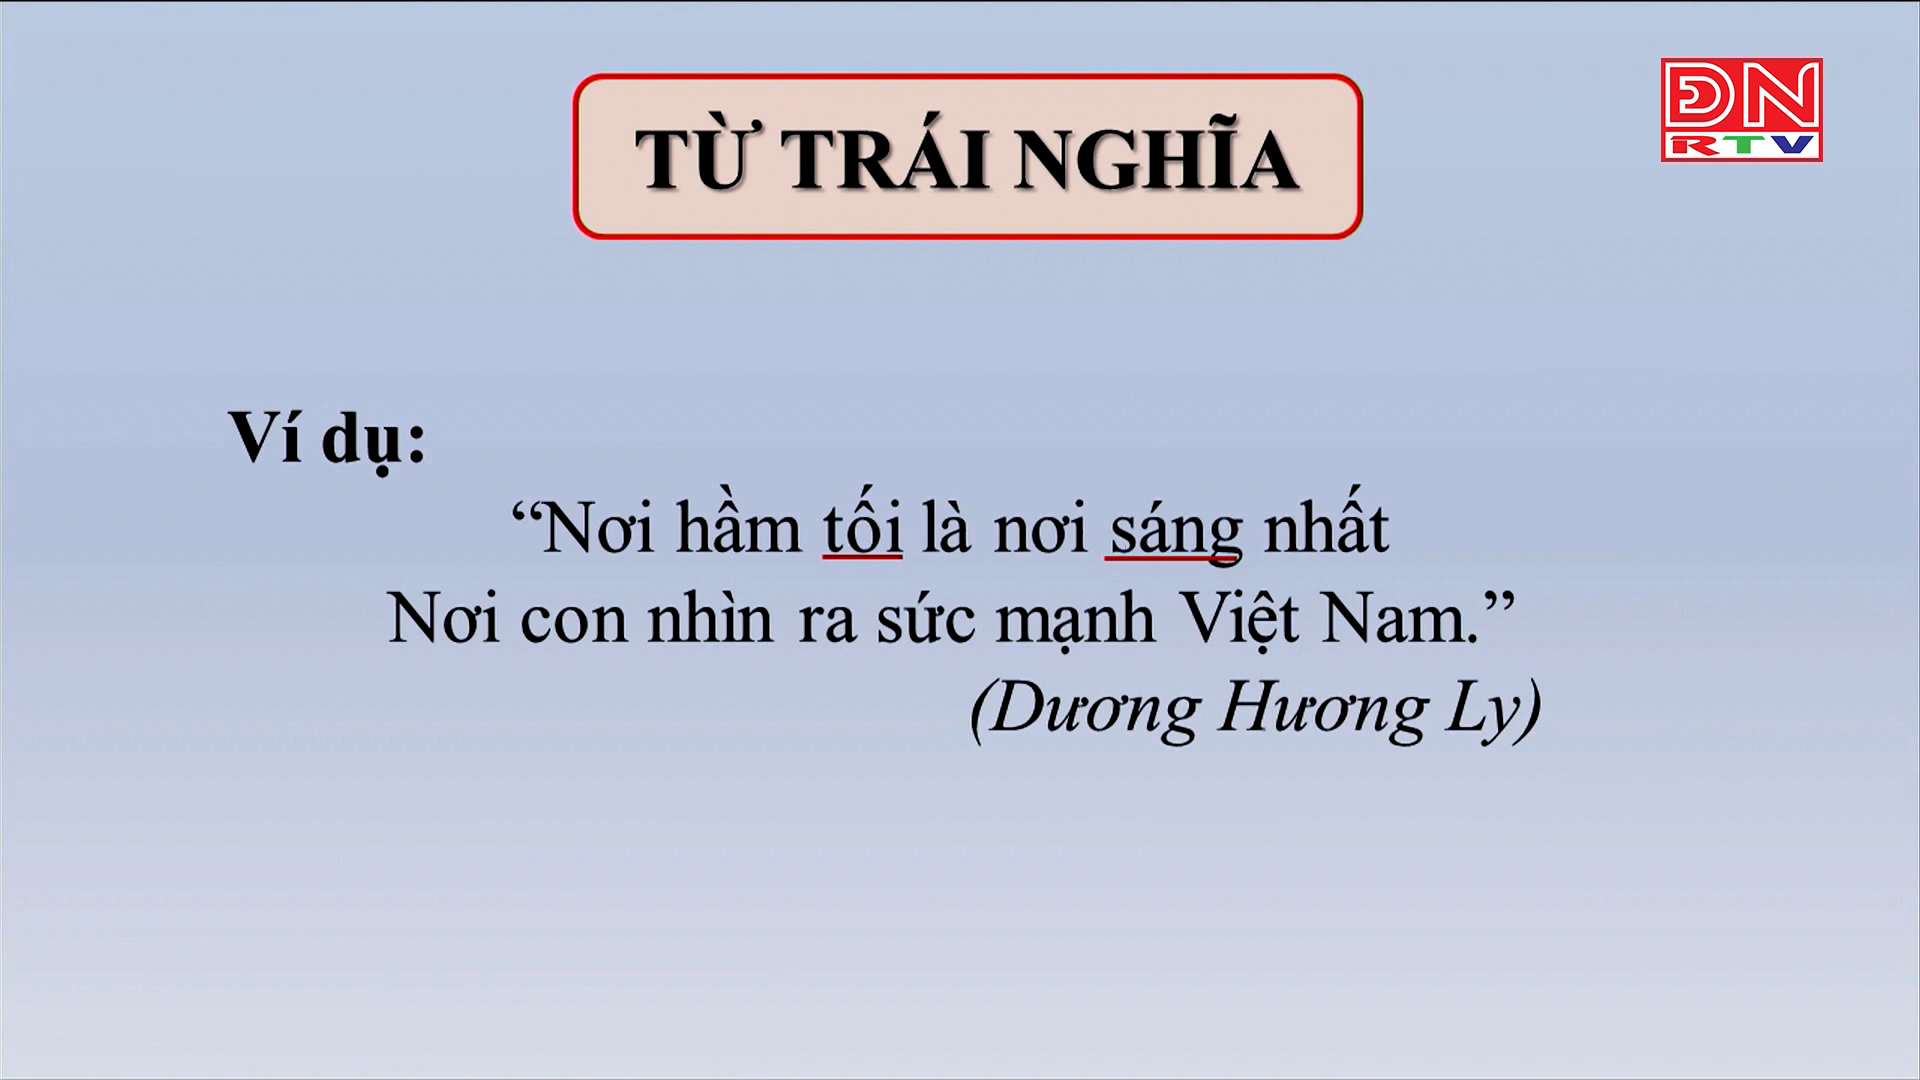 TỪ TRÁI NGHĨA
ĐN
RTV
Ví dụ:
“Nơi hầm tối là nơi sáng nhất
Nơi con nhìn ra sức mạnh Việt Nam.”
(Dương Hương Ly)